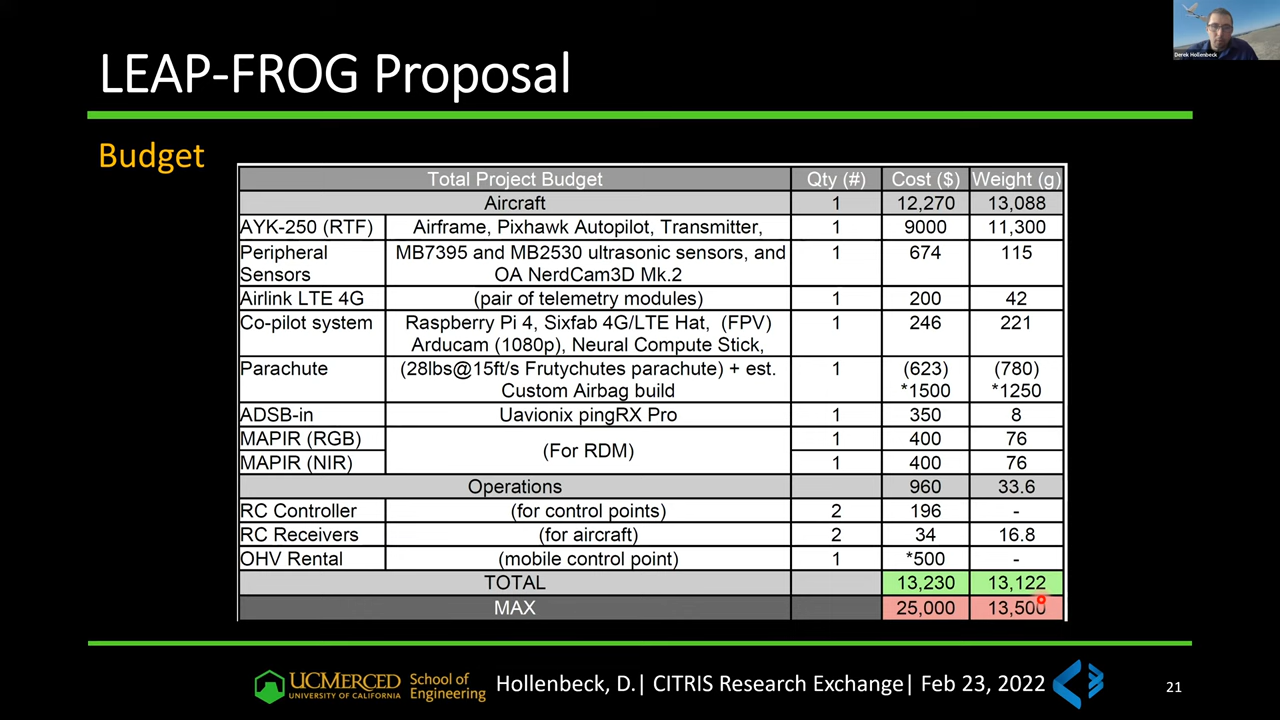 Derek Hollenbeck
LEAP-FROG Proposal
Budget
Total Project Budget Qty (#) Cost ($) Weight (g)
Aircraft 1 12,270 13,088
AYK-250 (RTF) Airframe, Pixhawk Autopilot, Transmitter, 1 9000 11,300
Peripheral MB7395 and MB2530 ultrasonic sensors, and 1 674 115
Sensors OA NerdCam3D Mk.2
Airlink LTE 4G (pair of telemetry modules) 1 200 42
Co-pilot system Raspberry Pi 4, Sixfab 4G/LTE Hat, (FPV) 1 246 221
Arducam (1080p), Neural Compute Stick,
Parachute (28lbs@15ft/s Frutychutes parachute) + est. 1 (623) (780)
Custom Airbag build *1500 *1250
ADSB-in Uavionix pingRX Pro 1 350 8
MAPIR (RGB) 1 400 76
(For RDM)
MAPIR (NIR) 1 400 76
Operations 960 33.6
RC Controller (for control points) 2 196 -
RC Receivers (for aircraft) 2 34 16.8
OHV Rental (mobile control point) 1 *500 -
TOTAL 13,230 13,122
MAX 25,000 13,500
UCMERCED School of
UNIVERSITY OF CALIFORNIA Engineering
Hollenbeck, D.| CITRIS Research Exchange| Feb 23, 2022
21